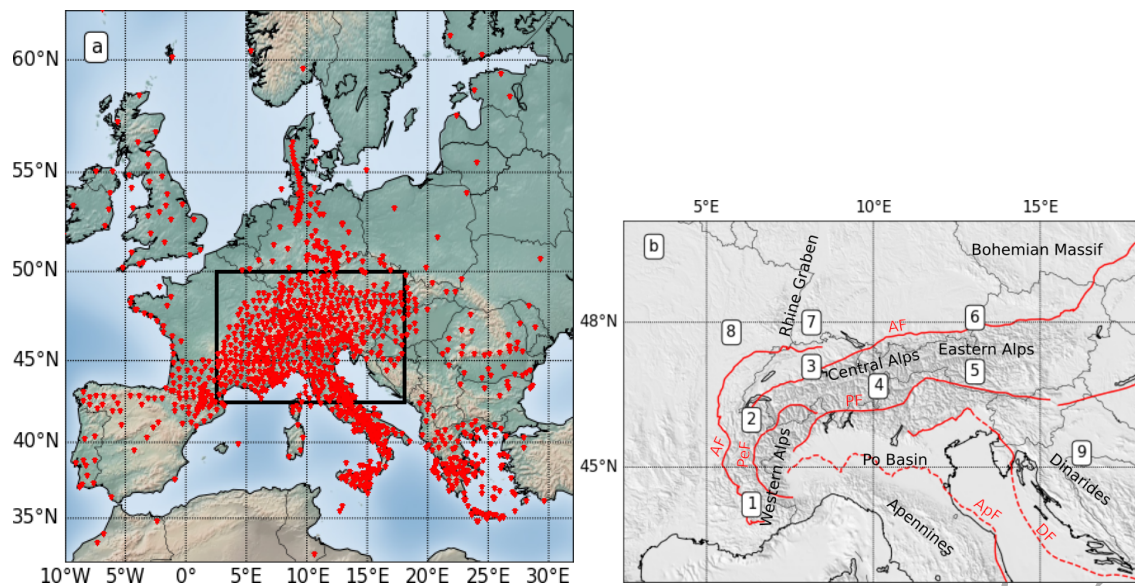 a
60°N
55°N
50°N
45°N
40°N
35°N
10°W
5°W
0°
5°E
10°E
15°E
20°E
25°E
30°E
5°E
10°E
15°E
b
48°N
45°N
Bohemian Massif
Rhine Graben
8
7
6
AF
3
Central Alps
Eastern Alps
4
5
2
PF
AF
PeF
Western Alps
Po Basin
9
Dinarides
1
Apennines
ApF
DF